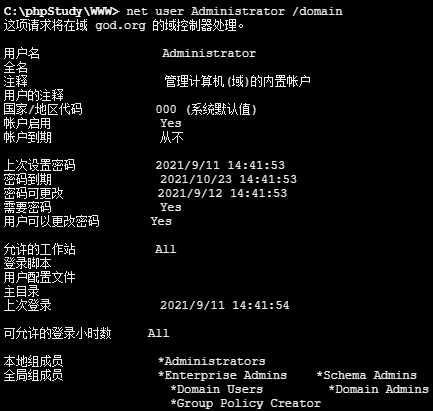 C:\phpStudy\WWW> net user Administrator /domain
这项请求将在域 god.org 的域控制器处理。
用户名 Administrator
全名
注释 管理计算机(域)的内置帐户
用户的注释
国家/地区代码 000 (系统默认值)
帐户启用 Yes
帐户到期 从不
上次设置密码 2021/9/11 14:41:53
密码到期 2021/10/23 14:41:53
密码可更改 2021/9/12 14:41:53
需要密码 Yes
用户可以更改密码 Yes
允许的工作站 All
登录脚本
用户配置文件
主目录
上次登录 2021/9/11 14:41:54
可允许的登录小时数 All
本地组成员 *Administrators
全局组成员 *Enterprise Admins *Schema Admins
*Domain Users *Domain Admins
*Group Policy Creator